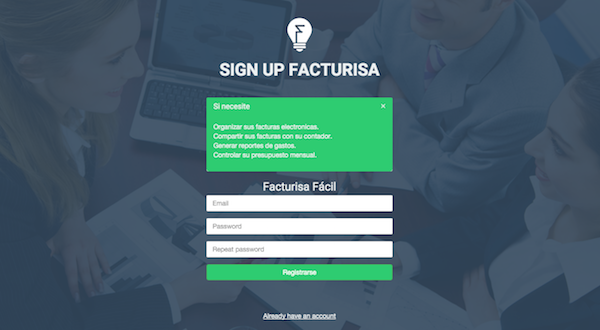 SIGN UP FACTURISA
Si necesite ×
Organizar sus facturas electronicas.
Compartir sus facturas con su contador.
Generar reportes de gastos.
Controlar su presupuesto mensual.
Facturisa Fácil
Email
Password
Repeat password
Registrarse
Already have an account